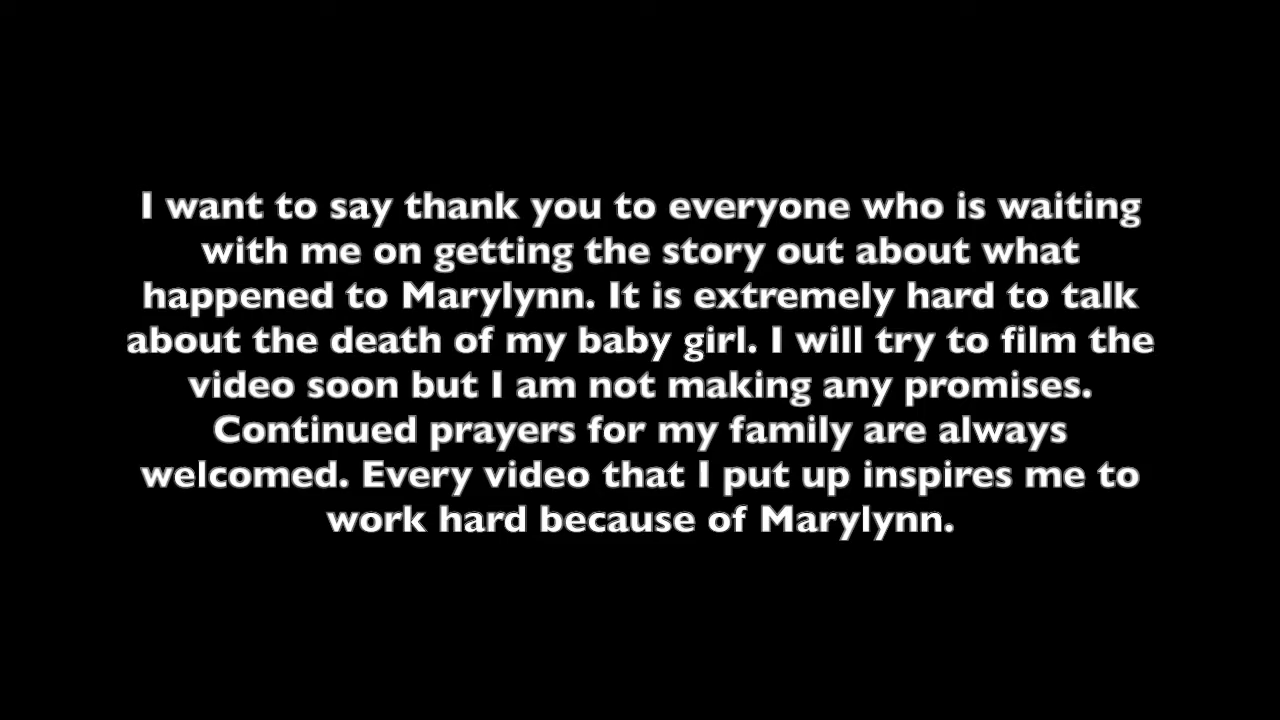 I want to say thank you to everyone who is waiting
with me on getting the story out about what
happened to Marylynn. It is extremely hard to talk
about the death of my baby girl. I will try to film the
video soon but I am not making any promises.
Continued prayers for my family are always
welcomed. Every video that I put up inspires me to
work hard because of Marylynn.